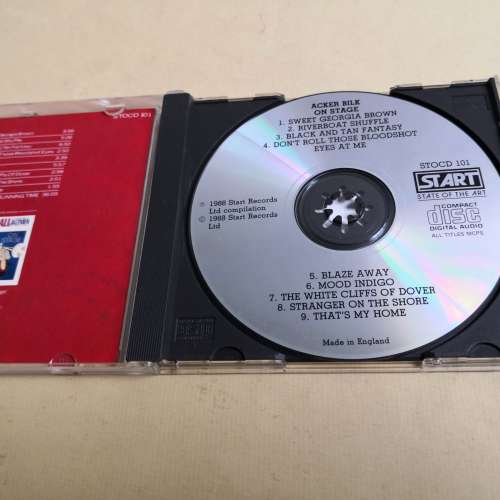 STOCD 101
RUNNING TIME
ACKER BILK
ON STAGE
1. SWEET GEORGIA BROWN
2. RIVERBOAT SHUFFLE
3. BLACK AND TAN FANTASY
4. DON'T ROLL THOSE BLOODSHOT
EYES AT ME
STOCD 101
START
STATE OF THE ART
COMPACT
disc
DIGITAL AUDIO
ALL TITLES MCPS
℗ 1988 Start Records
Ltd compilation
© 1988 Start Records
Ltd
5. BLAZE AWAY
6. MOOD INDIGO
7. THE WHITE CLIFFS OF DOVER
8. STRANGER ON THE SHORE
9. THAT'S MY HOME
Made in England